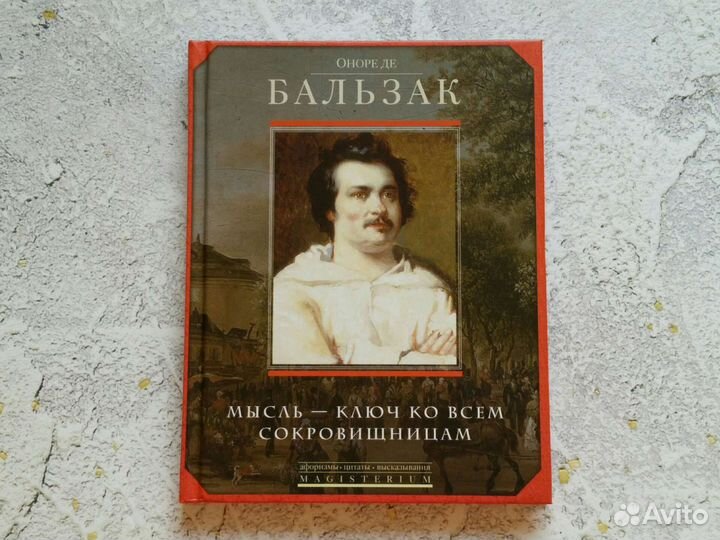 Оноре де
БАЛЬЗАК
МЫСЛЬ — КЛЮЧ КО ВСЕМ
СОКРОВИЩНИЦАМ
афоризмы • цитаты • высказывания
MAGISTERIUM
Avito